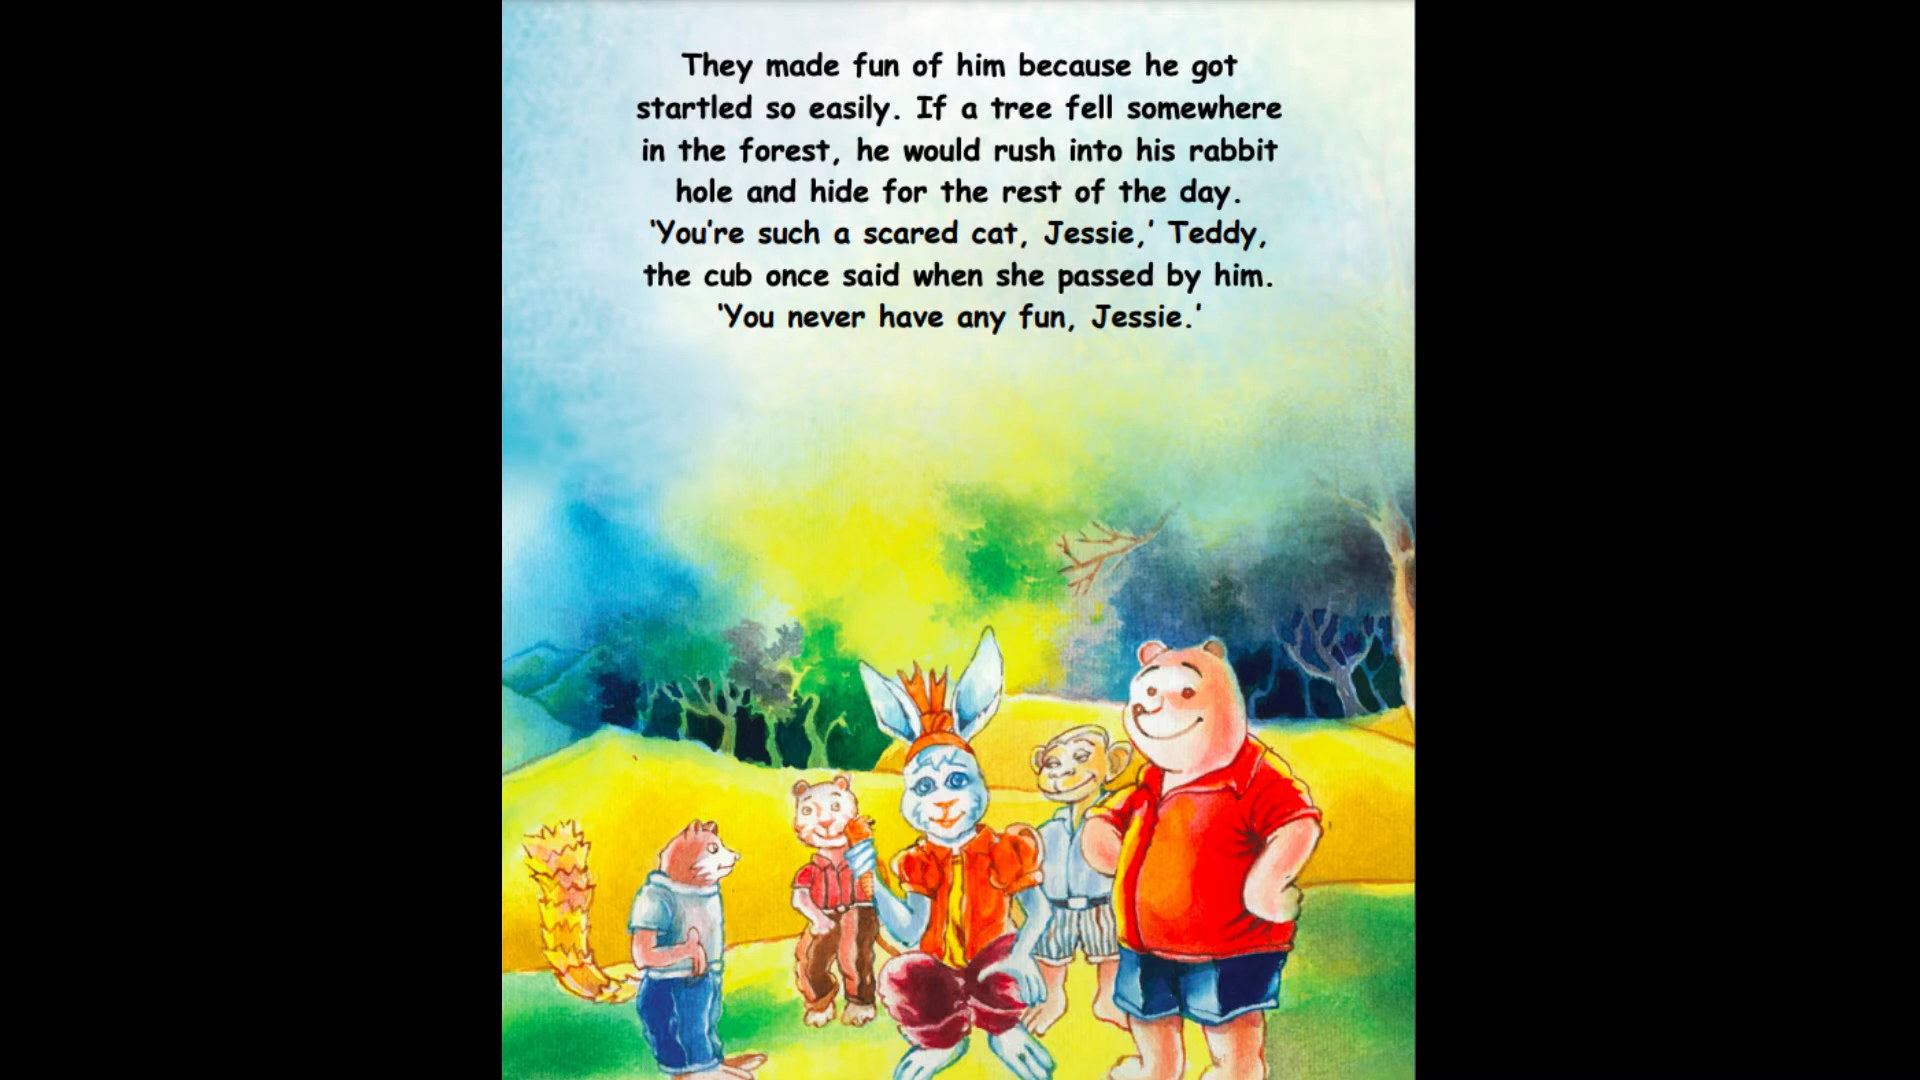 They made fun of him because he got
startled so easily. If a tree fell somewhere
in the forest, he would rush into his rabbit
hole and hide for the rest of the day.
‘You’re such a scared cat, Jessie,’ Teddy,
the cub once said when she passed by him.
‘You never have any fun, Jessie.’